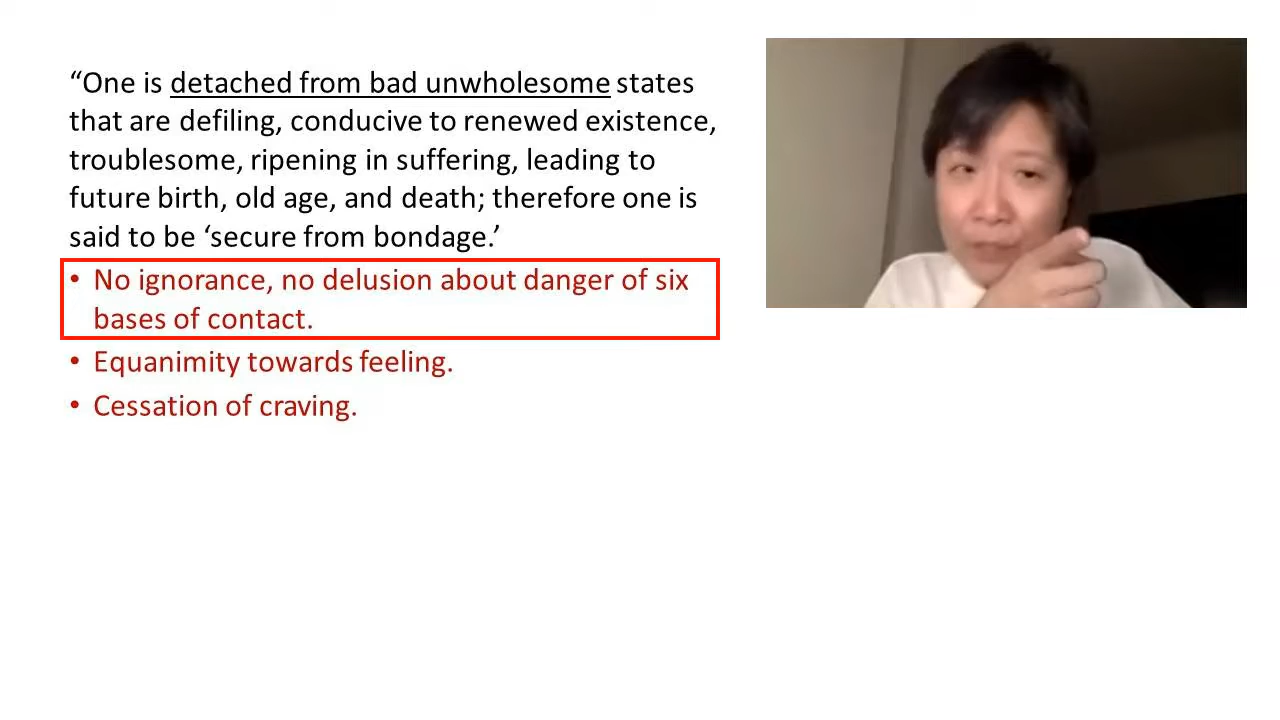 “One is detached from bad unwholesome states
that are defiling, conducive to renewed existence,
troublesome, ripening in suffering, leading to
future birth, old age, and death; therefore one is
said to be ‘secure from bondage.’
• No ignorance, no delusion about danger of six
bases of contact.
• Equanimity towards feeling.
• Cessation of craving.